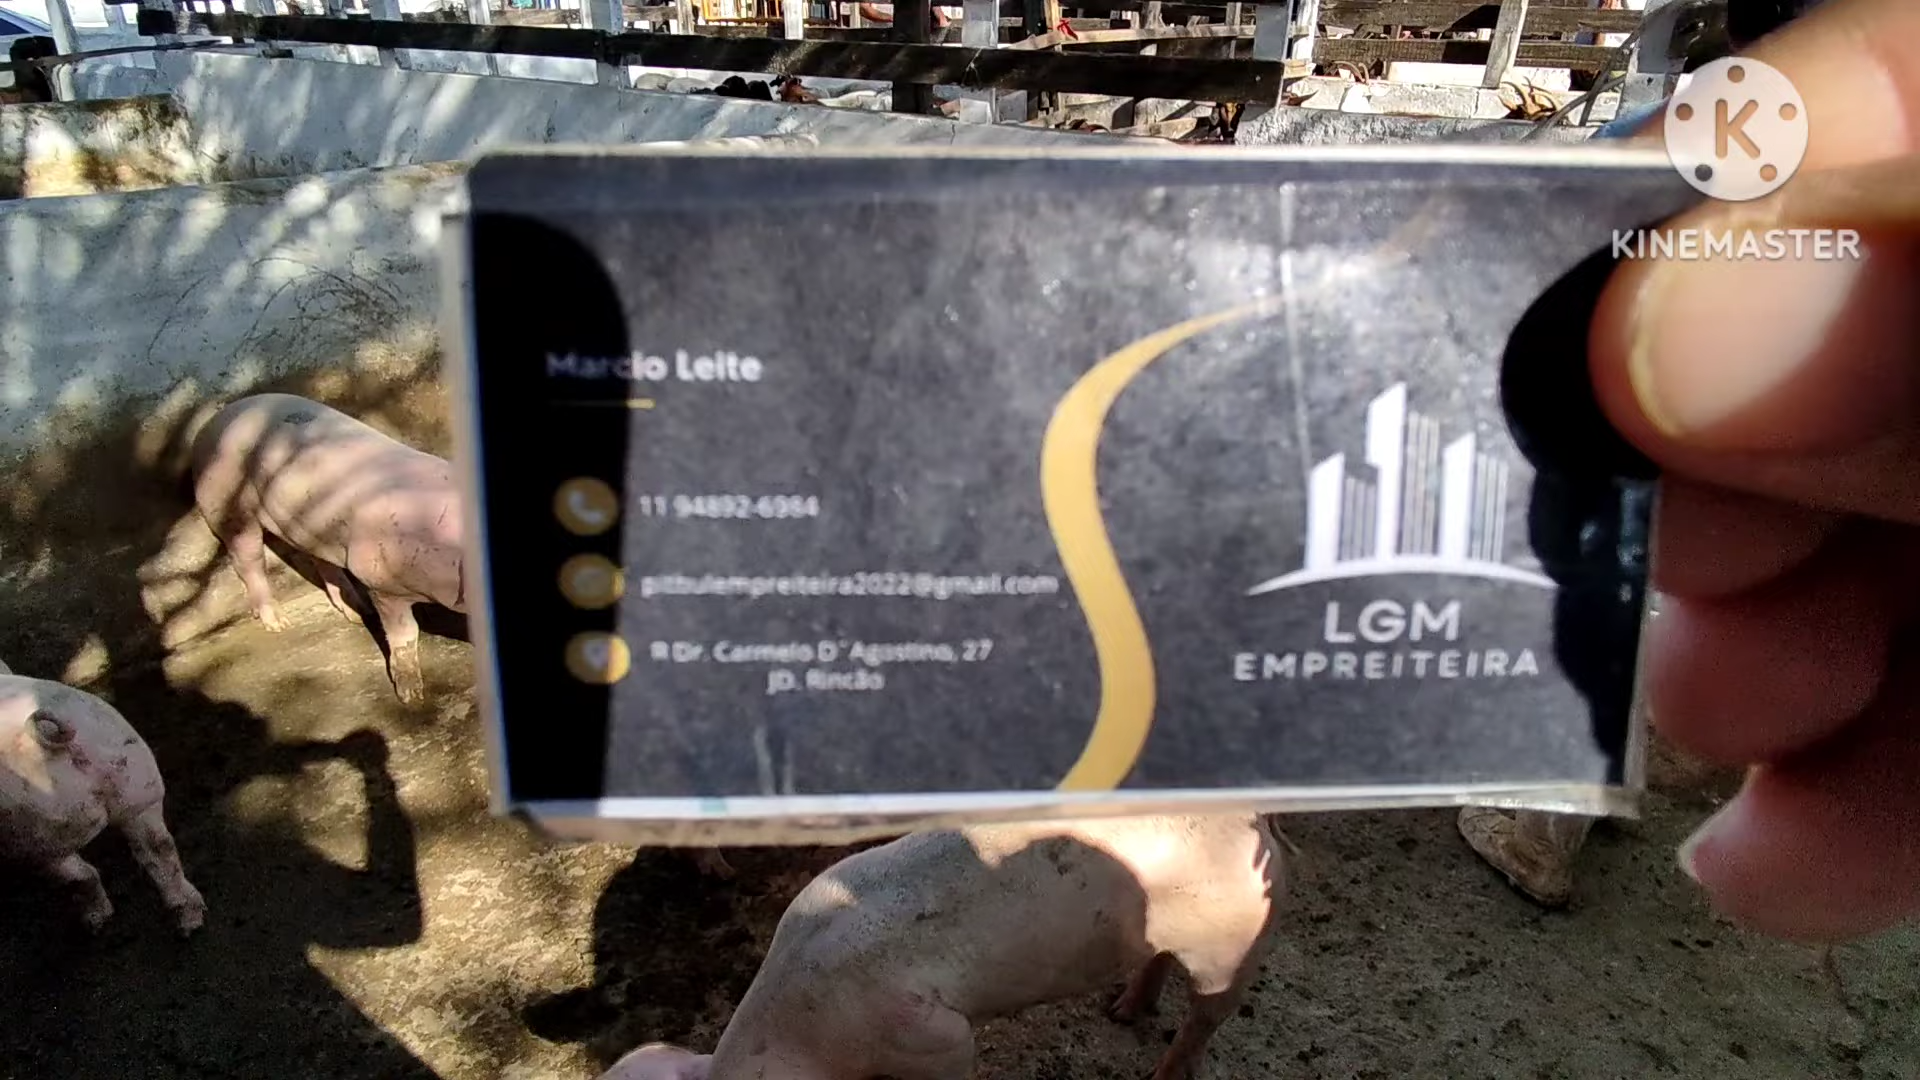 K
KINEMASTER
Marcio Leite
11 94892-6984
pitbulempreiteira2022@gmail.com
R Dr. Carmelo D´Agostino, 27
JD. Rincão
LGM
EMPREITEIRA